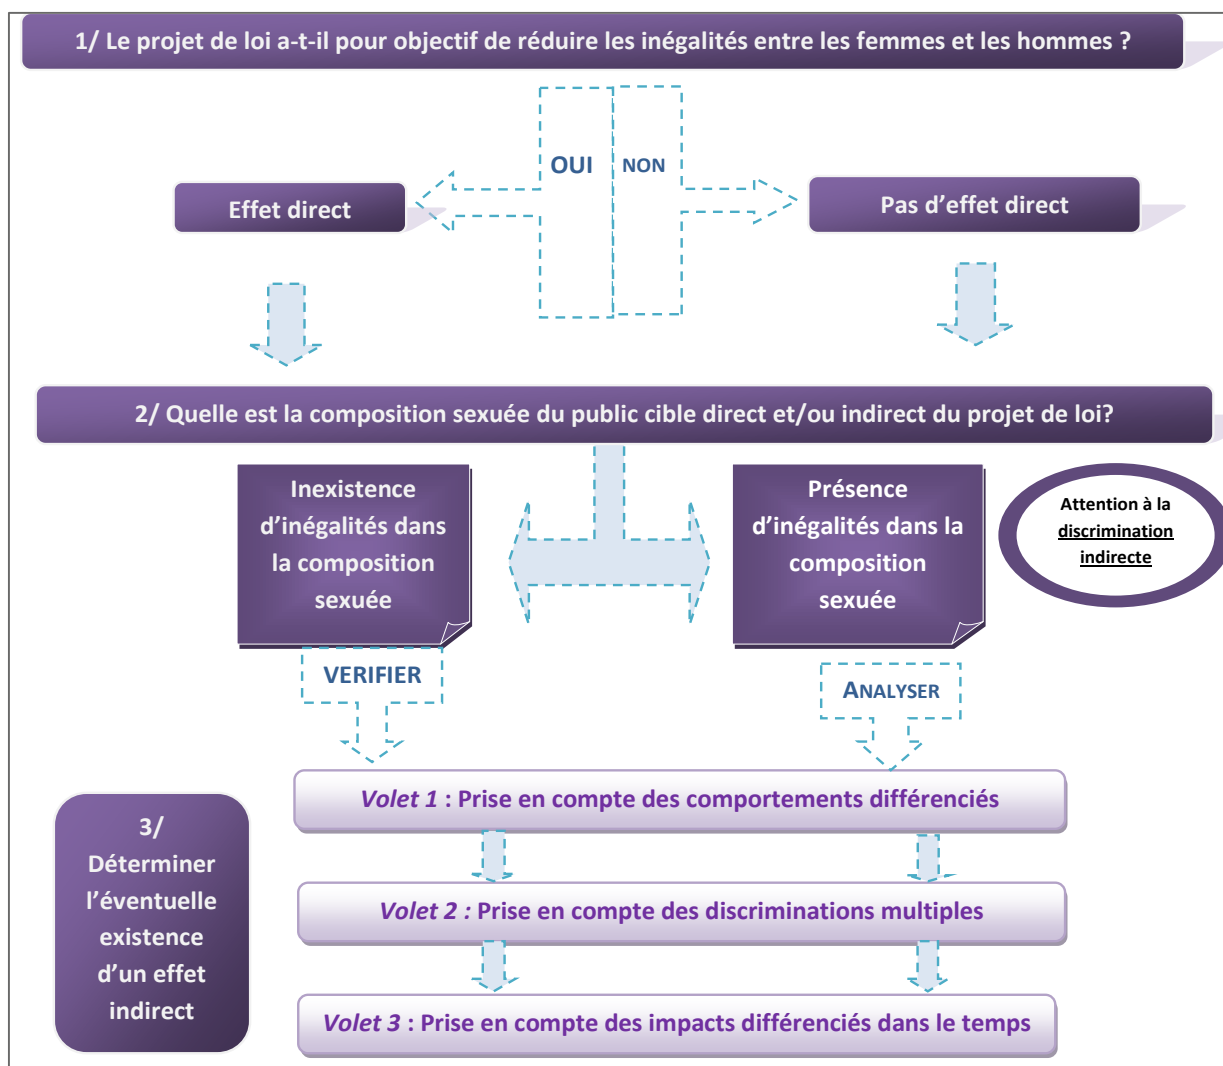 1/ Le projet de loi a-t-il pour objectif de réduire les inégalités entre les femmes et les hommes ?
OUI
NON
Effet direct
Pas d’effet direct
2/ Quelle est la composition sexuée du public cible direct et/ou indirect du projet de loi?
Inexistence
d’inégalités dans
la composition
sexuée
Présence
d’inégalités dans la
composition
sexuée
Attention à la
discrimination
indirecte
VERIFIER
ANALYSER
Volet 1 : Prise en compte des comportements différenciés
3/
Déterminer
l’éventuelle
existence
d’un effet
indirect
Volet 2 : Prise en compte des discriminations multiples
Volet 3 : Prise en compte des impacts différenciés dans le temps